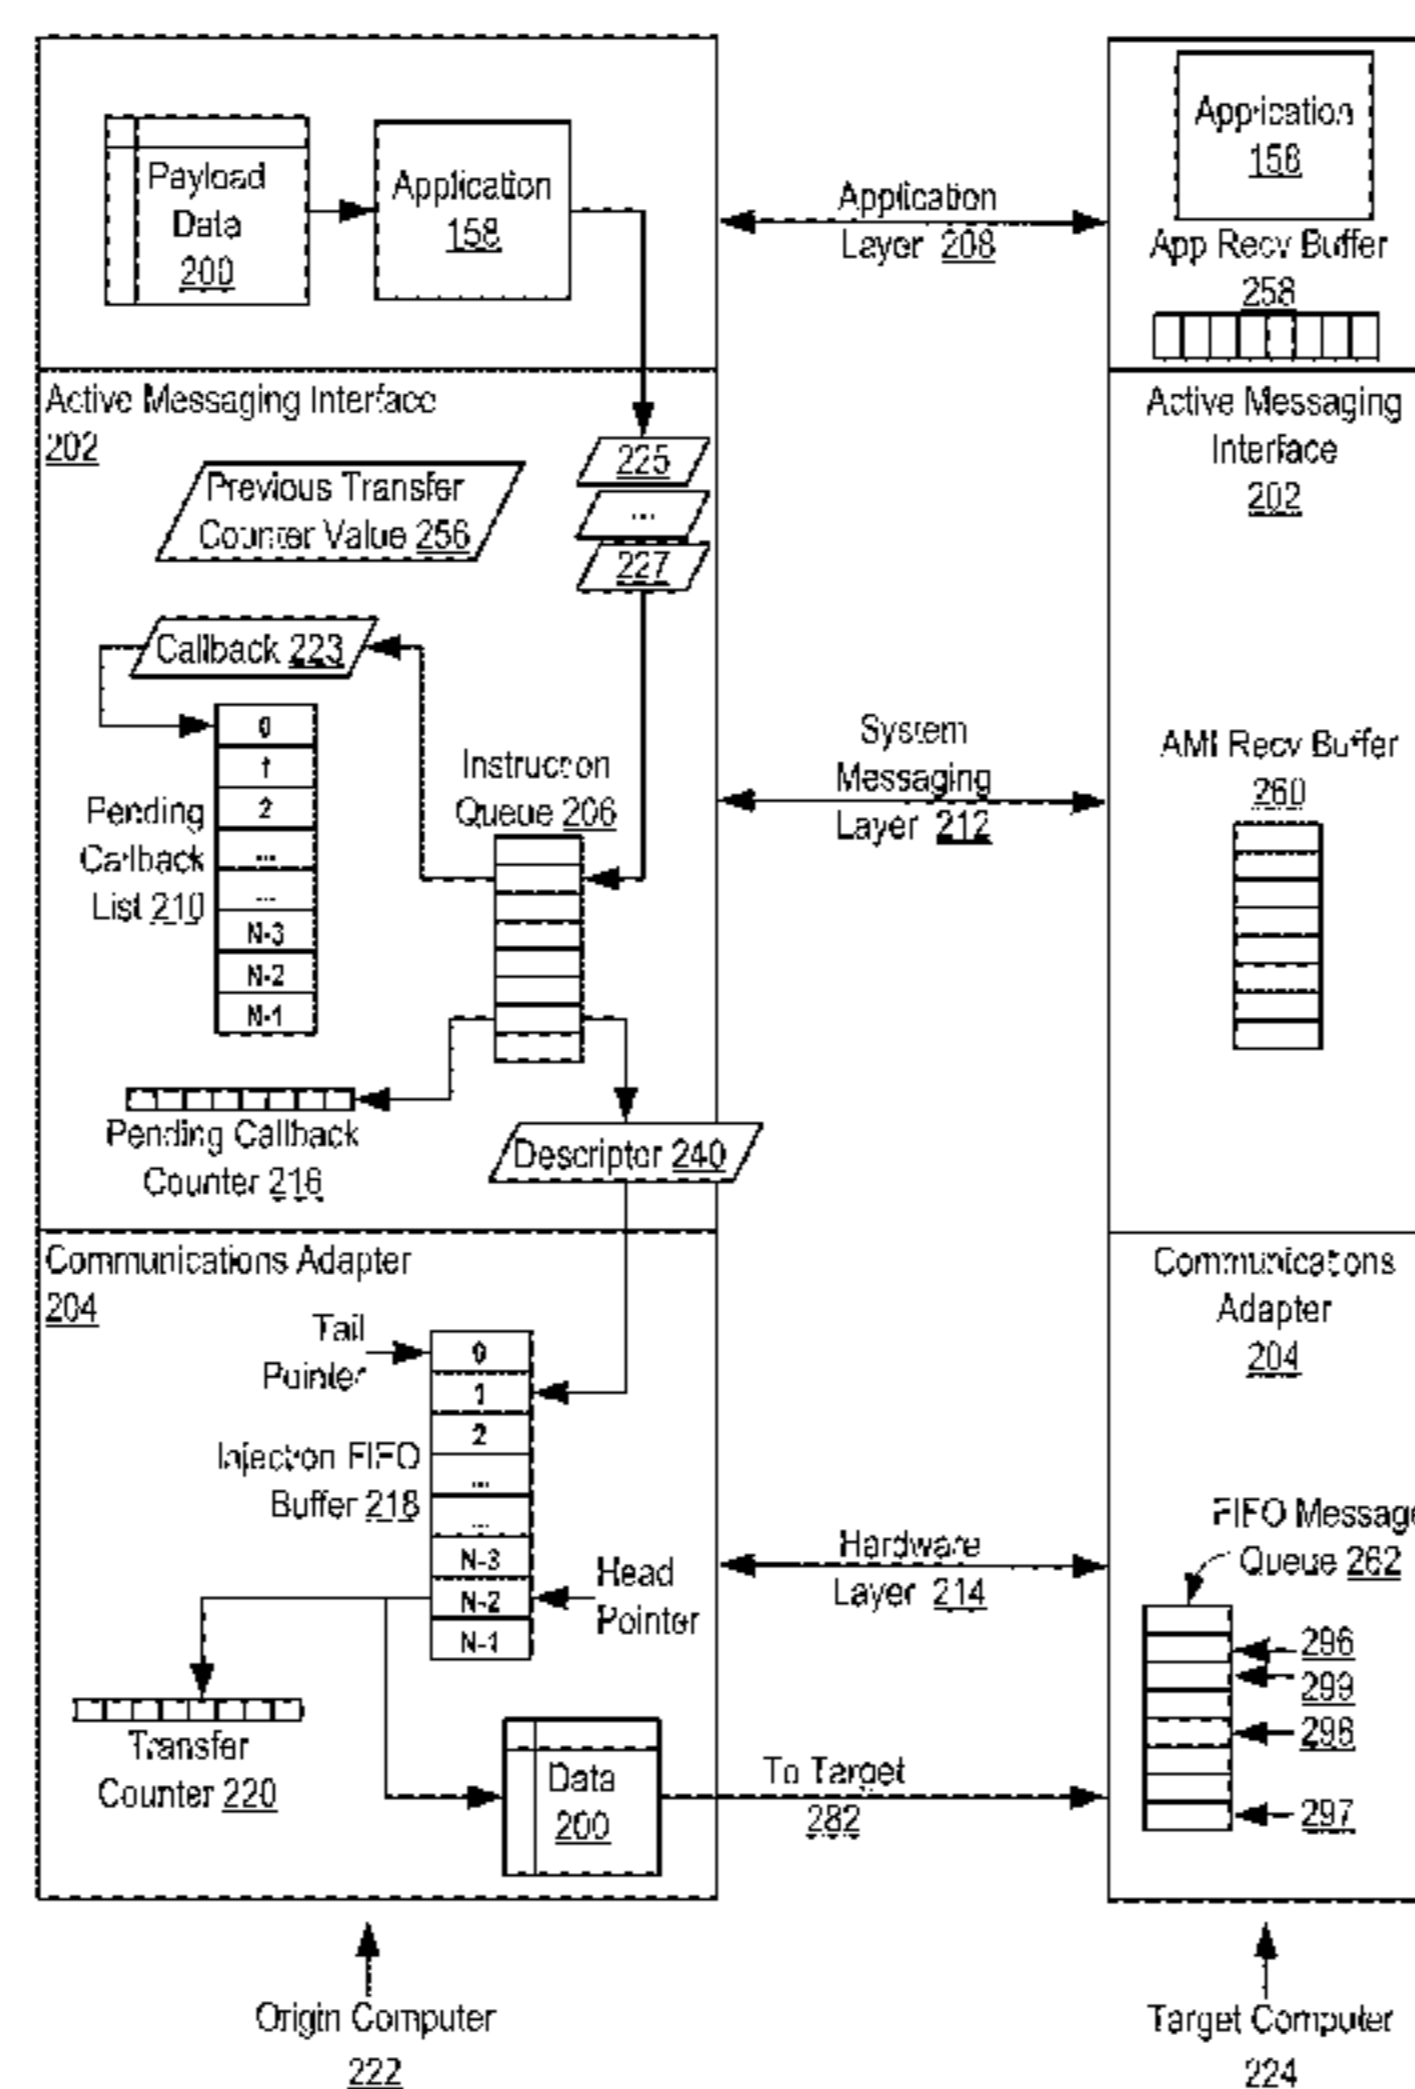 Payload
Data
200
Application
158
Application
Layer 208
Application
158
App Recv Buffer
258
Active Messaging Interface
202
Previous Transfer
Counter Value 256
225
...
227
Callback 223
0
1
2
...
...
N-3
N-2
N-1
Pending
Callback
List 210
Instruction
Queue 206
Pending Callback
Counter 216
Descriptor 240
System
Messaging
Layer 212
Active Messaging
Interface
202
AMI Recv Buffer
260
Communications Adapter
204
Tail
Pointer
0
1
2
...
...
N-3
N-2
N-1
Injection FIFO
Buffer 218
Head
Pointer
Transfer
Counter 220
Data
200
Hardware
Layer 214
To Target
282
Communications
Adapter
204
FIFO Message
Queue 262
296
299
298
297
Origin Computer
222
Target Computer
224